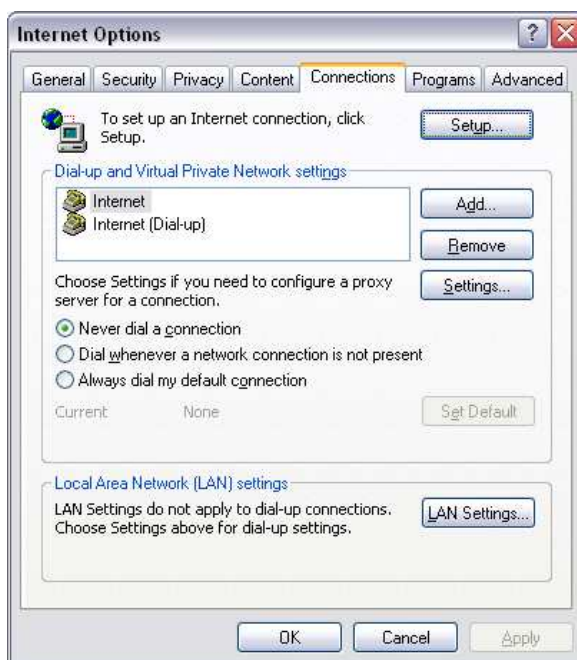 Internet Options
General Security Privacy Content Connections Programs Advanced
To set up an Internet connection, click
Setup.
Setup...
Dial-up and Virtual Private Network settings
Internet
Internet (Dial-up)
Add...
Remove
Choose Settings if you need to configure a proxy
server for a connection.
Settings...
Never dial a connection
Dial whenever a network connection is not present
Always dial my default connection
Current None
Set Default
Local Area Network (LAN) settings
LAN Settings do not apply to dial-up connections.
Choose Settings above for dial-up settings.
LAN Settings...
OK Cancel Apply